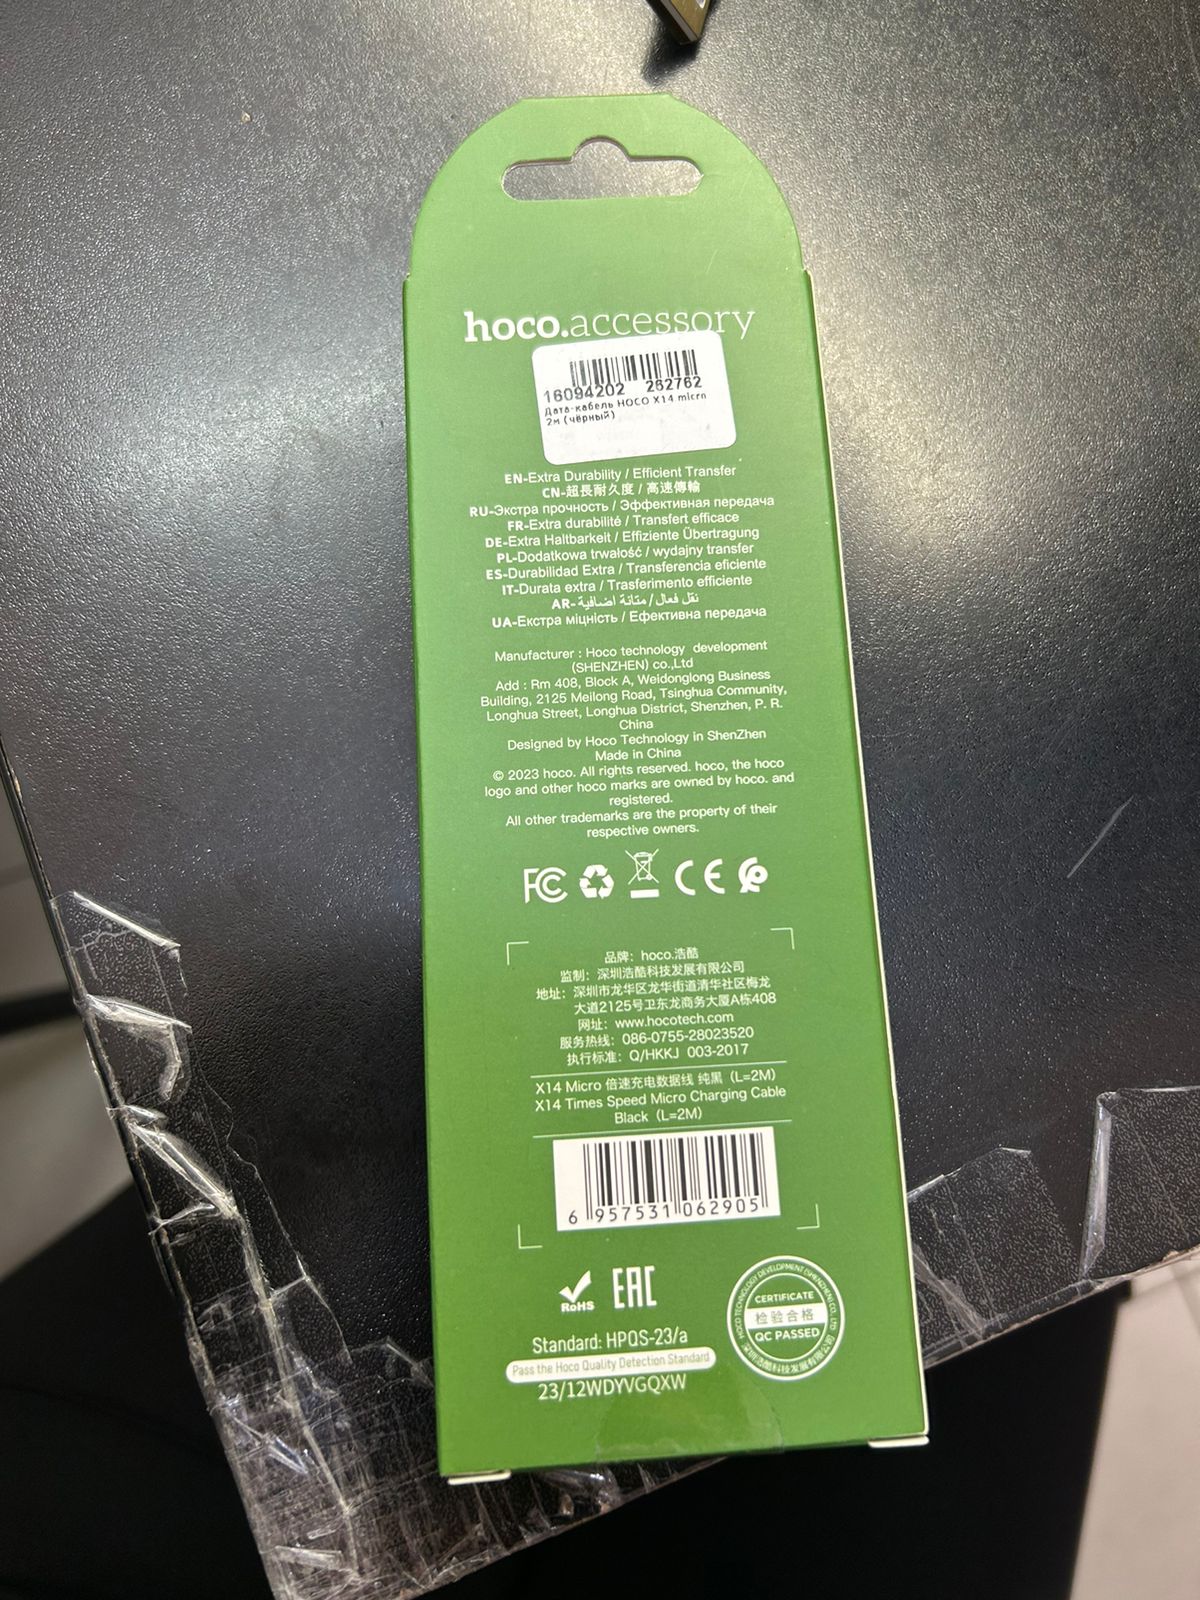 hoco.accessory
16094202 262762
Дата-кабель HOCO X14 micro
2м (чёрный)
EN-Extra Durability / Efficient Transfer
CN-超長耐久度 / 高速傳輸
RU-Экстра прочность / Эффективная передача
FR-Extra durabilité / Transfert efficace
DE-Extra Haltbarkeit / Effiziente Übertragung
PL-Dodatkowa trwałość / wydajny transfer
ES-Durabilidad Extra / Transferencia eficiente
IT-Durata extra / Trasferimento efficiente
AR-نقل فعال / متانة اضافية
UA-Екстра міцність / Ефективна передача
Manufacturer : Hoco technology development
(SHENZHEN) co.,Ltd
Add : Rm 408, Block A, Weidonglong Business
Building, 2125 Meilong Road, Tsinghua Community,
Longhua Street, Longhua District, Shenzhen, P. R.
China
Designed by Hoco Technology in ShenZhen
Made in China
© 2023 hoco. All rights reserved. hoco, the hoco
logo and other hoco marks are owned by hoco. and
registered.
All other trademarks are the property of their
respective owners.
FC CE
品牌：hoco.浩酷
监制：深圳浩酷科技发展有限公司
地址：深圳市龙华区龙华街道清华社区梅龙
大道2125号卫东龙商务大厦A栋408
网址：www.hocotech.com
服务热线：086-0755-28023520
执行标准：Q/HKKJ 003-2017
X14 Micro 倍速充电数据线 纯黑（L=2M）
X14 Times Speed Micro Charging Cable
Black（L=2M）
6 957531 062905
RoHS EAC
Standard: HPQS-23/a
Pass the Hoco Quality Detection Standard
23/12WDYVGQXW
HOCO TECHNOLOGY DEVELOPMENT (SHENZHEN) CO., LTD
CERTIFICATE
检验合格
QC PASSED